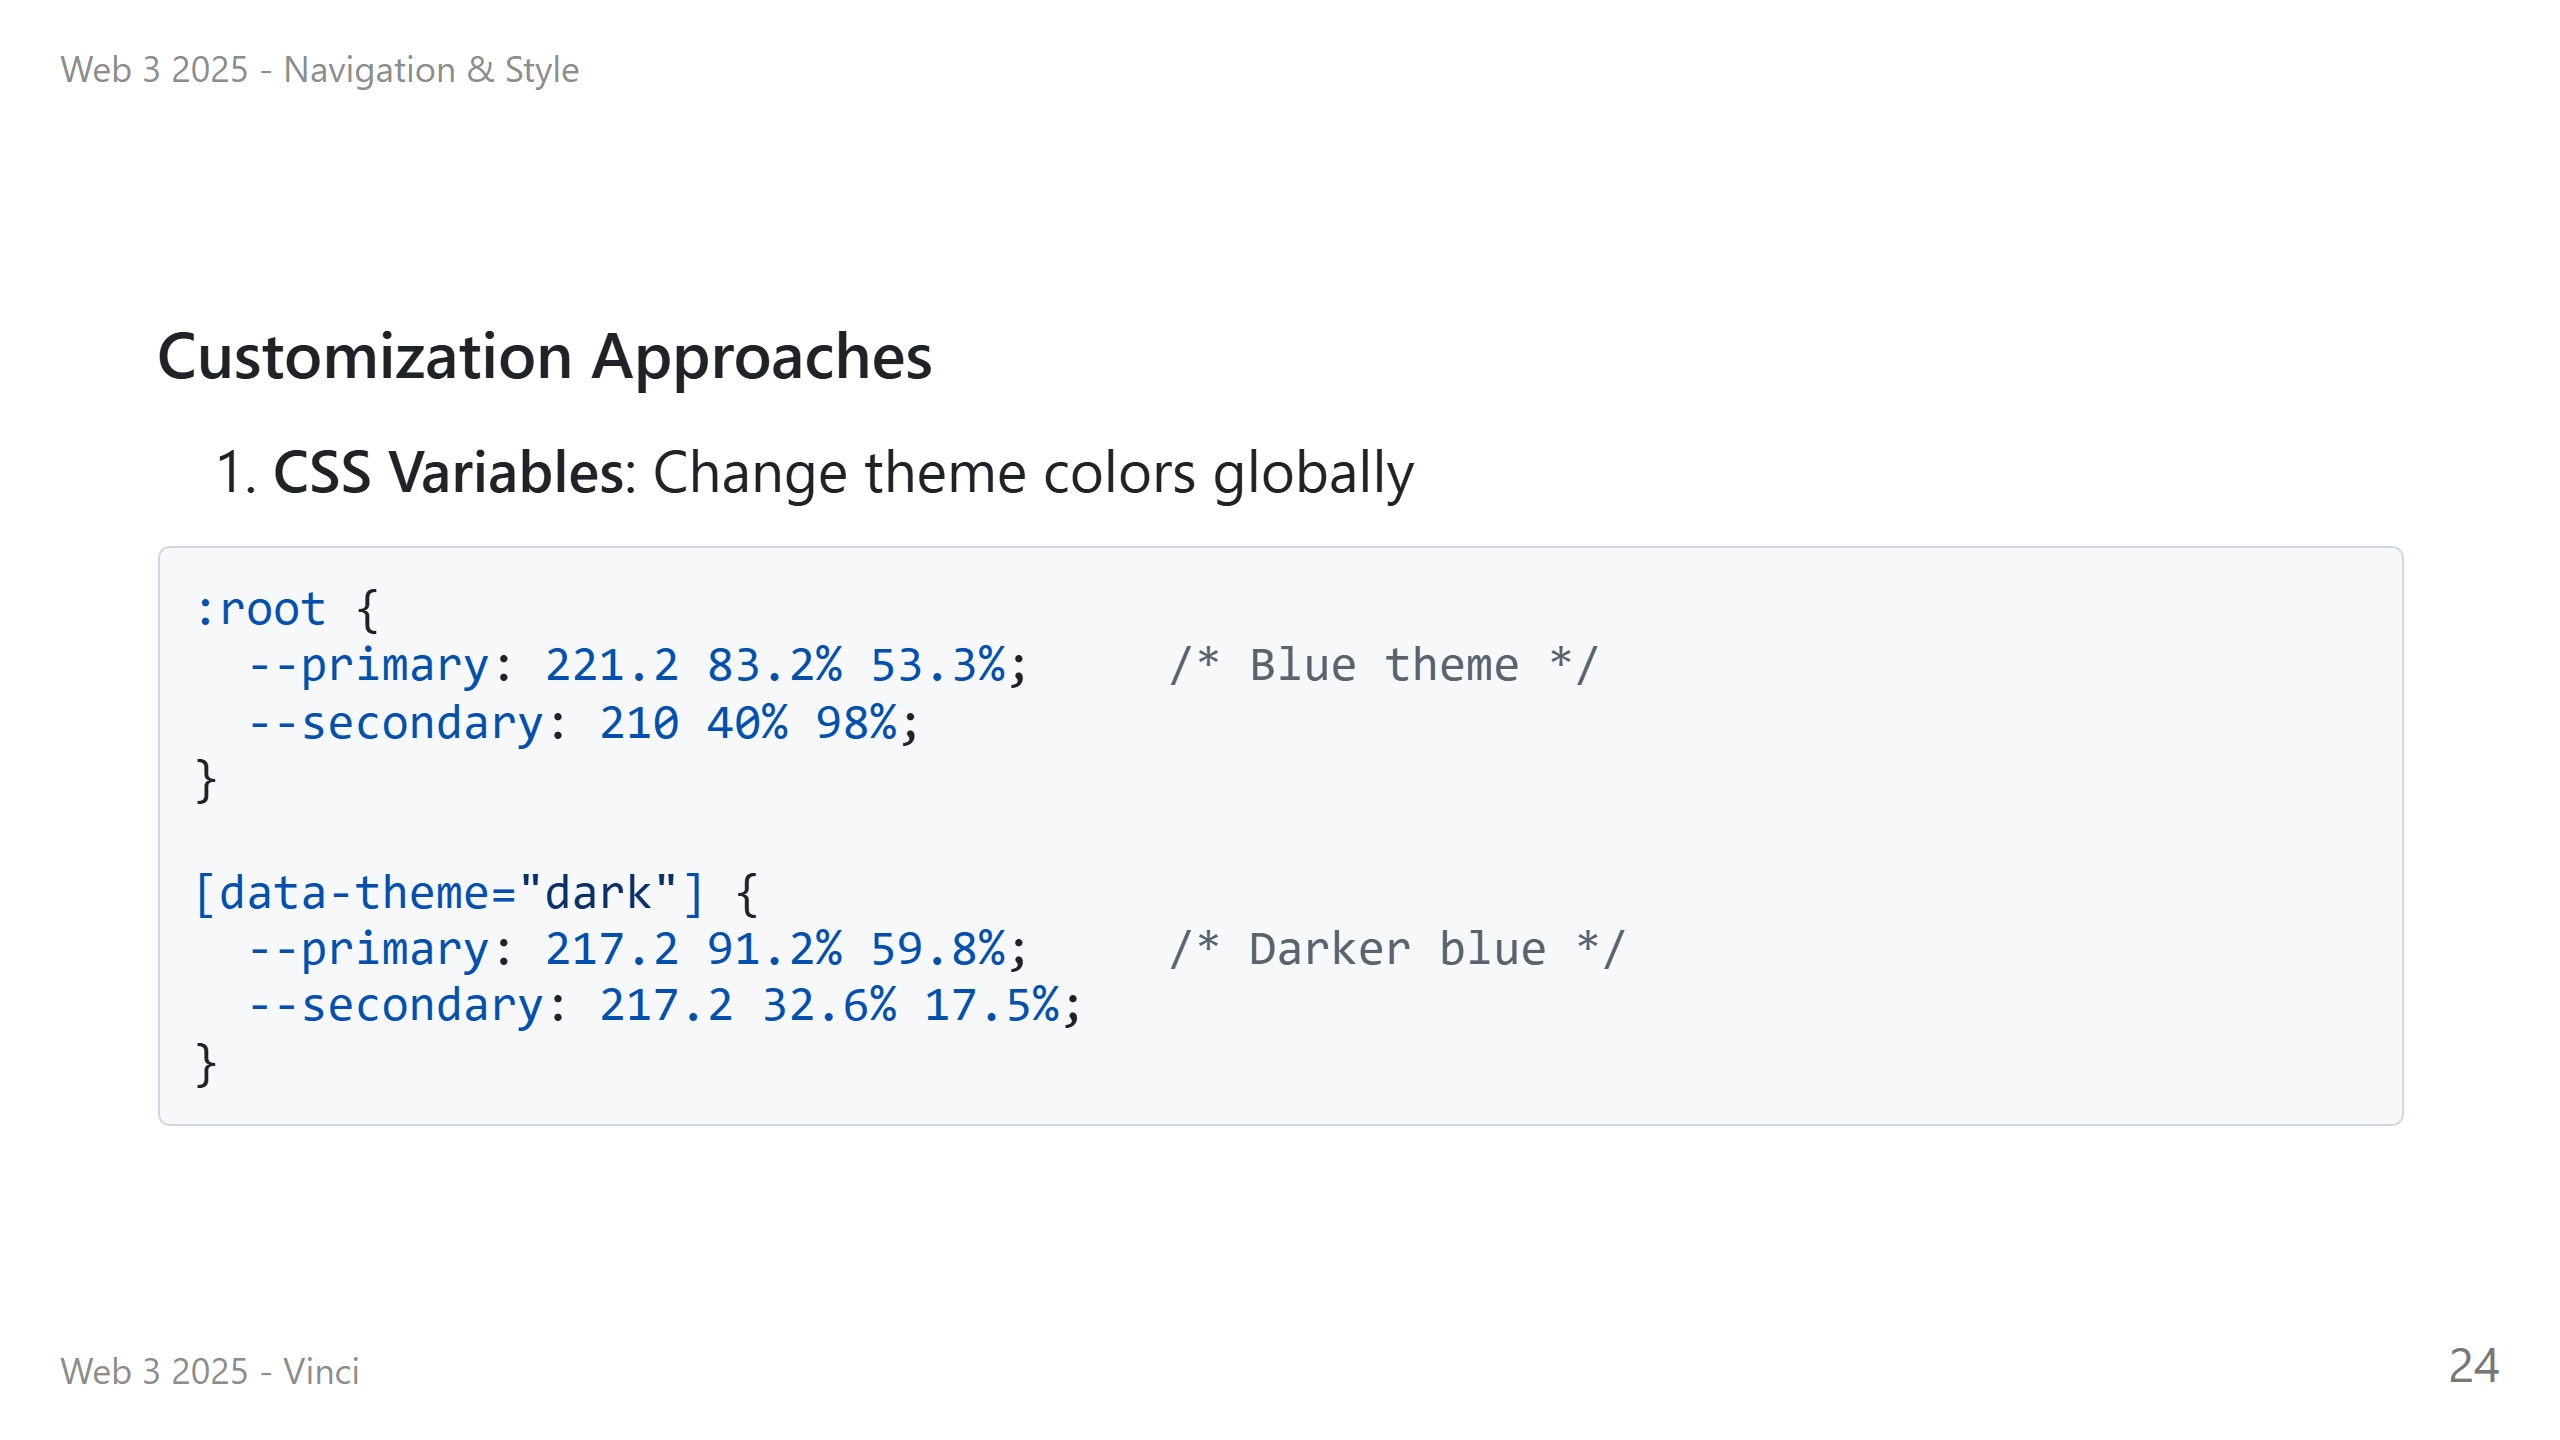 Web 3 2025 - Navigation & Style
Customization Approaches
1. CSS Variables: Change theme colors globally
:root {
  --primary: 221.2 83.2% 53.3%;     /* Blue theme */
  --secondary: 210 40% 98%;
}

[data-theme="dark"] {
  --primary: 217.2 91.2% 59.8%;     /* Darker blue */
  --secondary: 217.2 32.6% 17.5%;
}
Web 3 2025 - Vinci
24